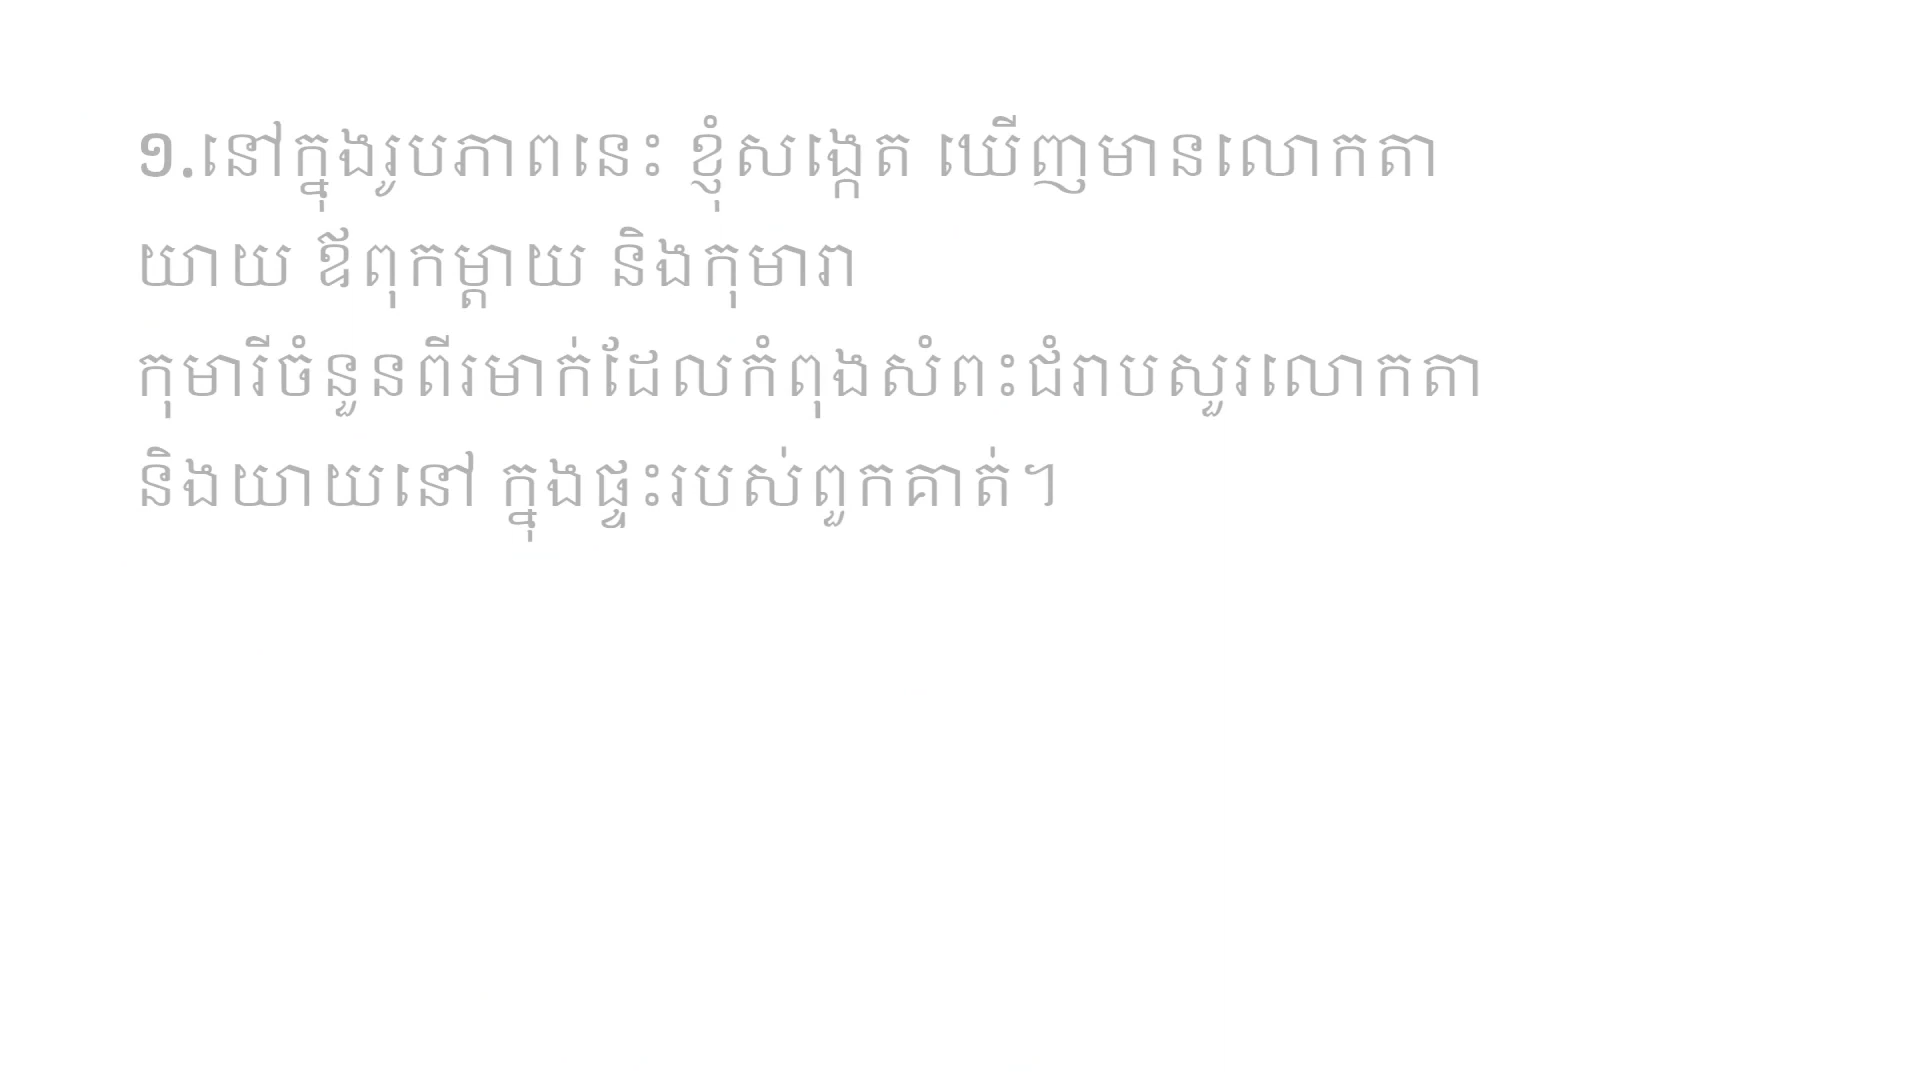 ១.នៅក្នុងរូបភាពនេះ ខ្ញុំសង្កេត ឃើញមានលោកតា
យាយ ឪពុកម្តាយ និងកុមារា
កុមារីចំនួនពីរមាក់ដែលកំពុងសំពះជំរាបសួរលោកតា
និងយាយនៅ ក្នុងផ្ទះរបស់ពួកគាត់។